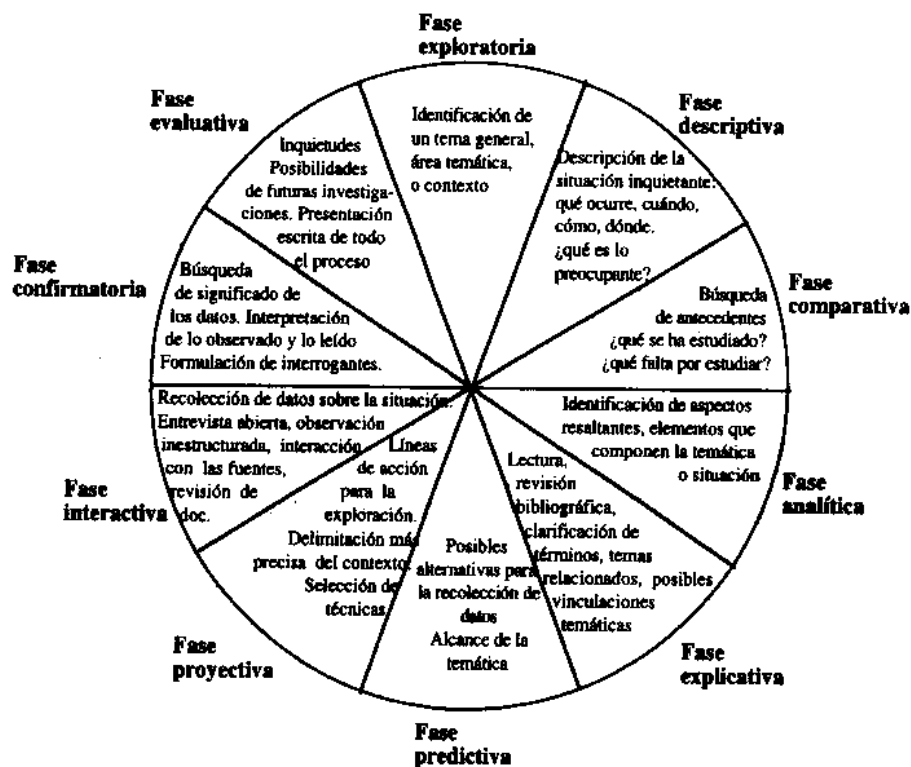 Fase
exploratoria
Identificación de
un tema general,
área temática,
o contexto
Fase
descriptiva
Descripción de la
situación inquietante:
qué ocurre, cuándo,
cómo, dónde.
¿qué es lo
preocupante?
Fase
comparativa
Búsqueda
de antecedentes
¿qué se ha estudiado?
¿qué falta por estudiar?
Fase
analítica
Identificación de aspectos
resaltantes, elementos que
componen la temática
o situación
Fase
explicativa
Lectura,
revisión
bibliográfica,
clarificación de
términos, temas
relacionados, posibles
vinculaciones
temáticas
Fase
predictiva
Posibles
alternativas para
la recolección de
datos
Alcance de la
temática
Fase
proyectiva
Líneas
de acción
para la
exploración.
Delimitación más
precisa del contexto.
Selección de
técnicas
Fase
interactiva
Recolección de datos sobre la situación.
Entrevista abierta, observación
inestructurada, interacción
con las fuentes,
revisión de
doc.
Fase
confirmatoria
Búsqueda
de significado de
los datos. Interpretación
de lo observado y lo leído
Formulación de interrogantes.
Fase
evaluativa
Inquietudes
Posibilidades
de futuras investiga-
ciones. Presentación
escrita de todo
el proceso